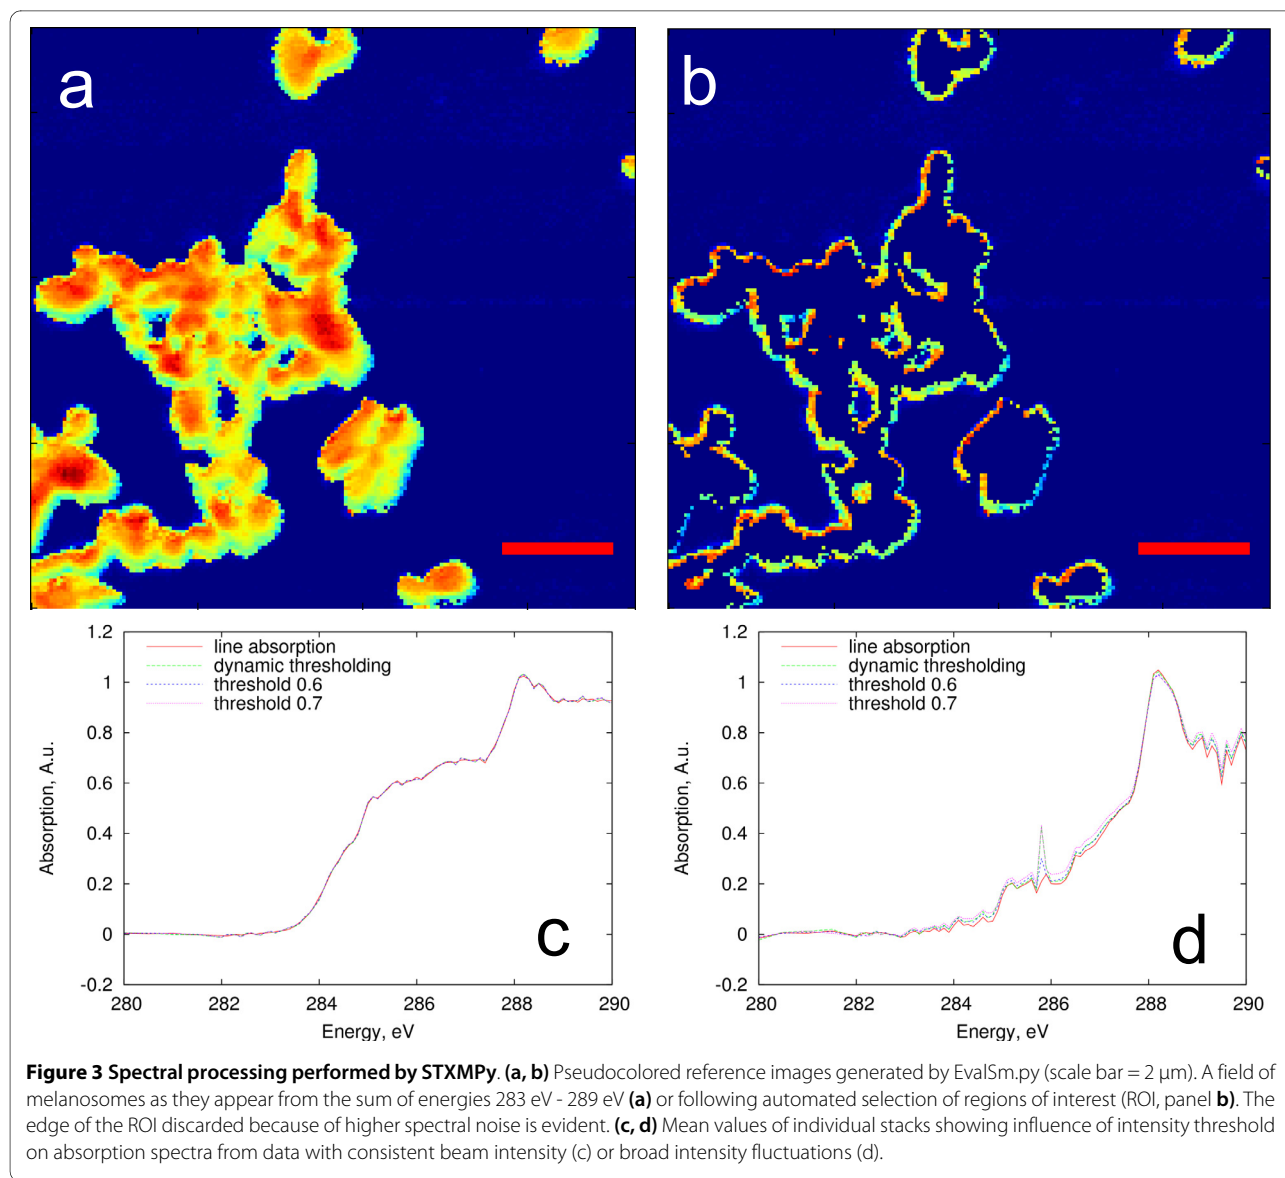 a
b
1.2
1
0.8
0.6
0.4
0.2
0
-0.2
Absorption, A.u.
line absorption
dynamic thresholding
threshold 0.6
threshold 0.7
c
280 282 284 286 288 290
Energy, eV
1.2
1
0.8
0.6
0.4
0.2
0
-0.2
Absorption, A.u.
line absorption
dynamic thresholding
threshold 0.6
threshold 0.7
d
280 282 284 286 288 290
Energy, eV
Figure 3 Spectral processing performed by STXMPy. (a, b) Pseudocolored reference images generated by EvalSm.py (scale bar = 2 μm). A field of
melanosomes as they appear from the sum of energies 283 eV - 289 eV (a) or following automated selection of regions of interest (ROI, panel b). The
edge of the ROI discarded because of higher spectral noise is evident. (c, d) Mean values of individual stacks showing influence of intensity threshold
on absorption spectra from data with consistent beam intensity (c) or broad intensity fluctuations (d).